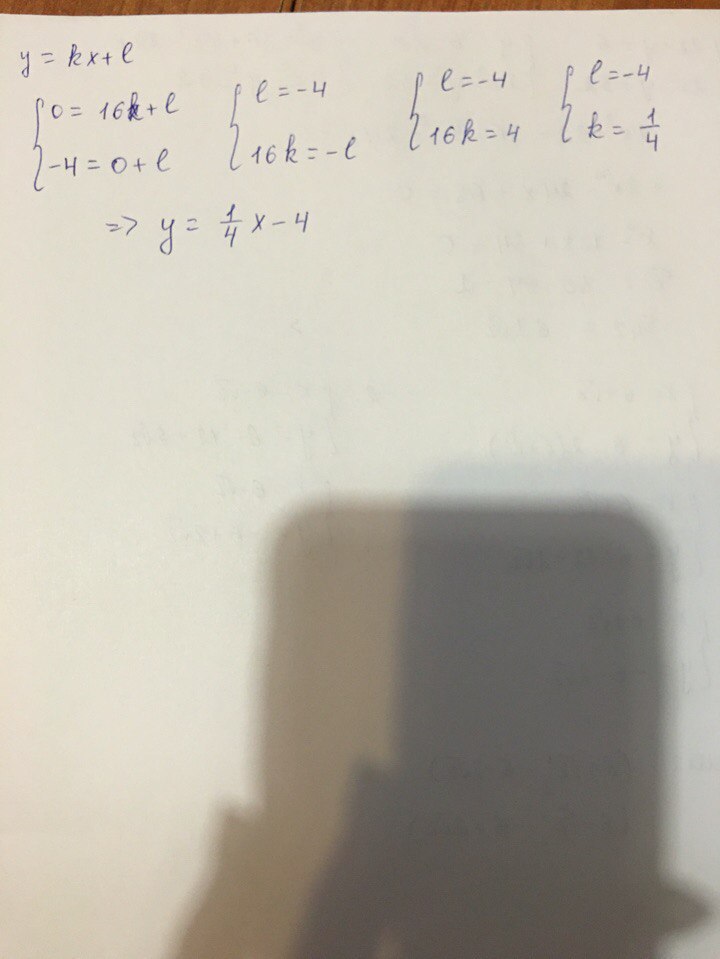 y = kx + l
{ 0 = 16k + l { l = -4 { l = -4 { l = -4
{ -4 = 0 + l { 16k = -l { 16k = 4 { k = 1/4
=> y = 1/4 x - 4